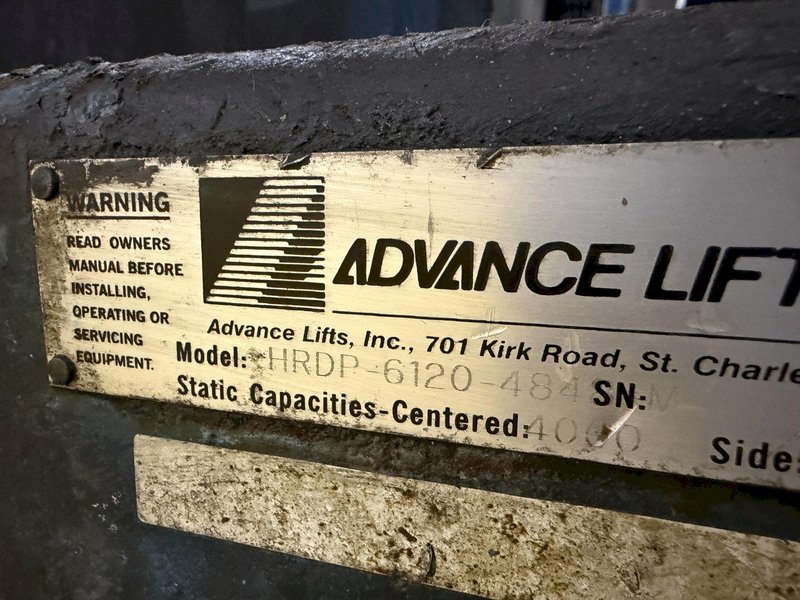 WARNING
READ OWNERS
MANUAL BEFORE
INSTALLING,
OPERATING OR
SERVICING
EQUIPMENT.
ADVANCE LIFT
Advance Lifts, Inc., 701 Kirk Road, St. Charle
Model: HRDP-6120-484 SN: M
Static Capacities-Centered: 4000 Sides